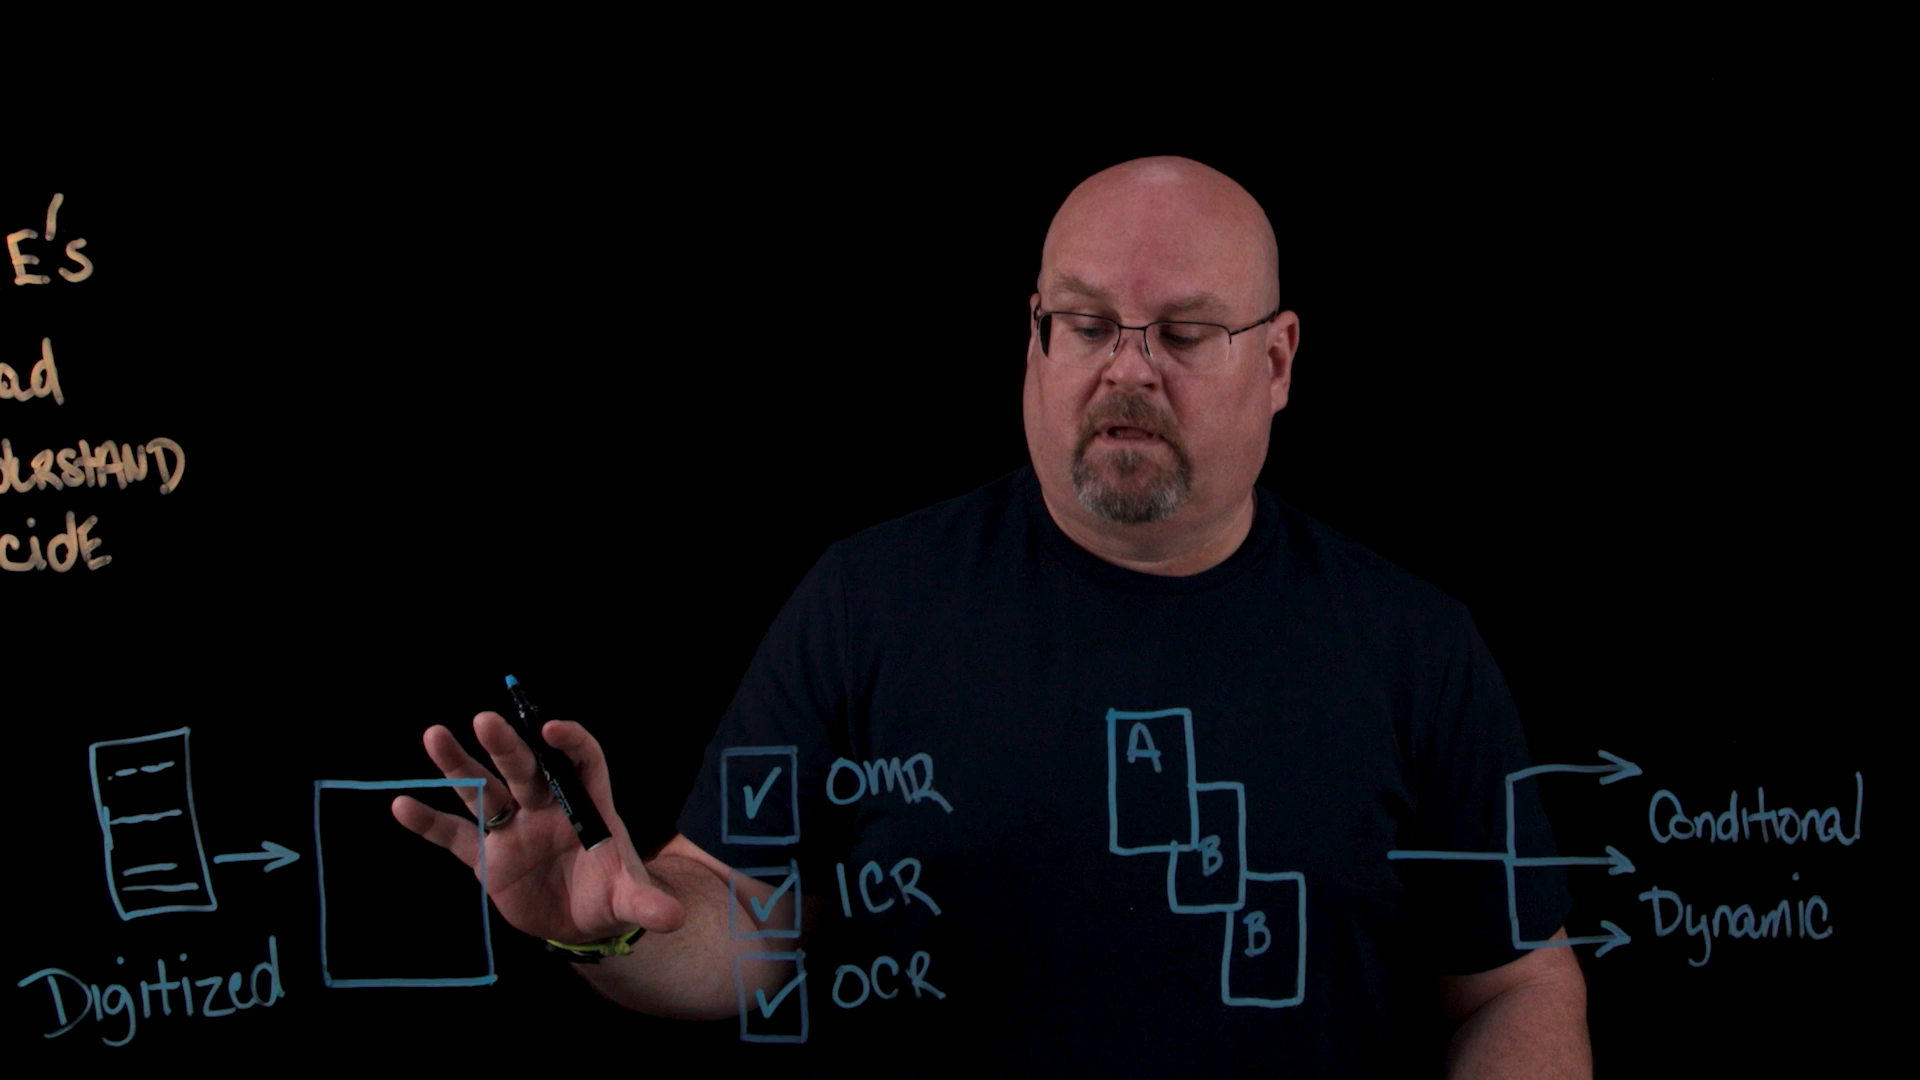 E's
ad
DERSTAND
cidE
Digitized
OMR
ICR
OCR
A
B
B
Conditional
Dynamic